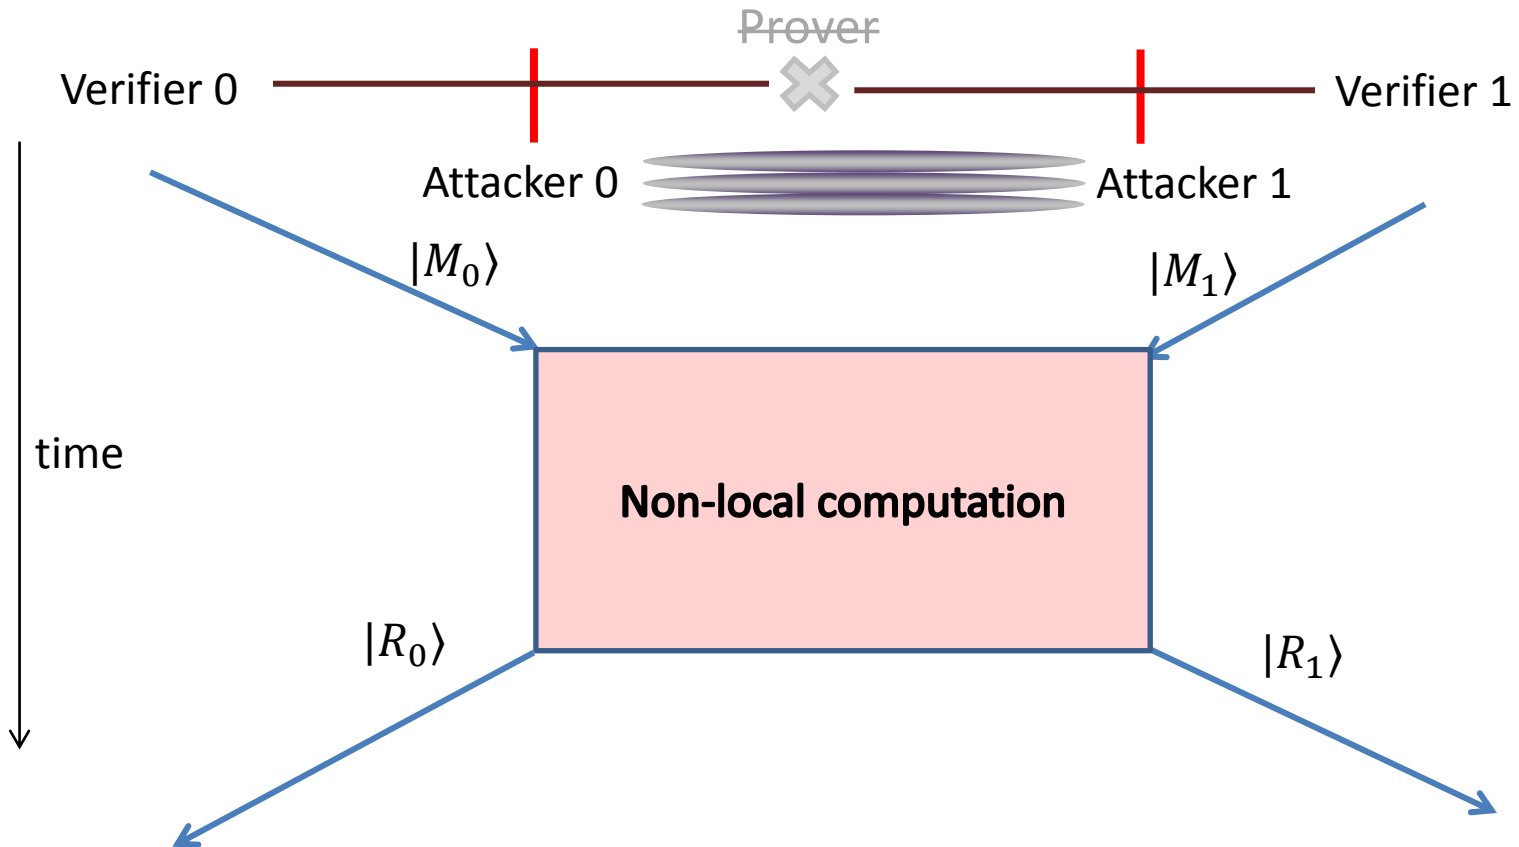 Prover
Verifier 0
Verifier 1
Attacker 0
Attacker 1
|M₀⟩
|M₁⟩
time
Non-local computation
|R₀⟩
|R₁⟩